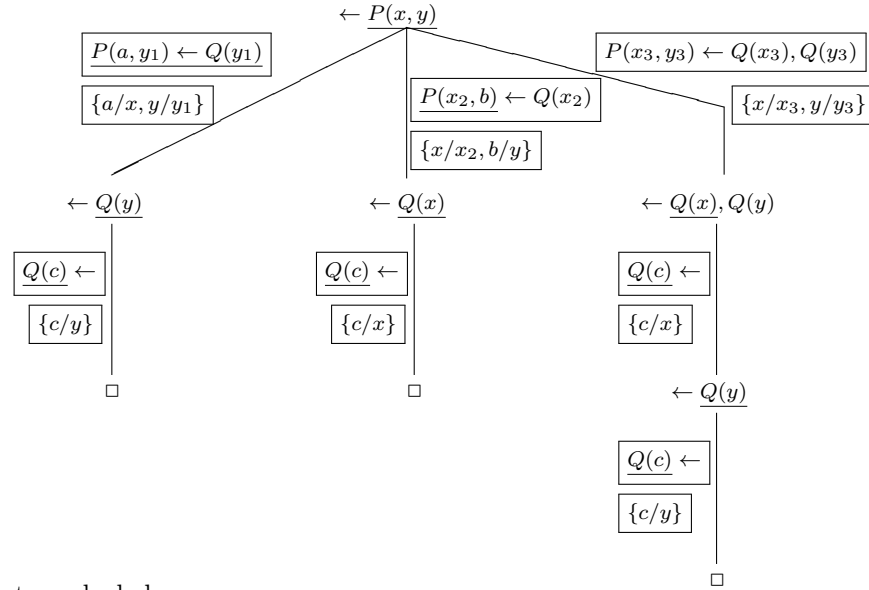 ← P(x, y)
P(a, y₁) ← Q(y₁)
{a/x, y/y₁}
P(x₂, b) ← Q(x₂)
{x/x₂, b/y}
P(x₃, y₃) ← Q(x₃), Q(y₃)
{x/x₃, y/y₃}
← Q(y)
← Q(x)
← Q(x), Q(y)
Q(c) ←
{c/y}
Q(c) ←
{c/x}
Q(c) ←
{c/x}
□
□
← Q(y)
Q(c) ←
{c/y}
□